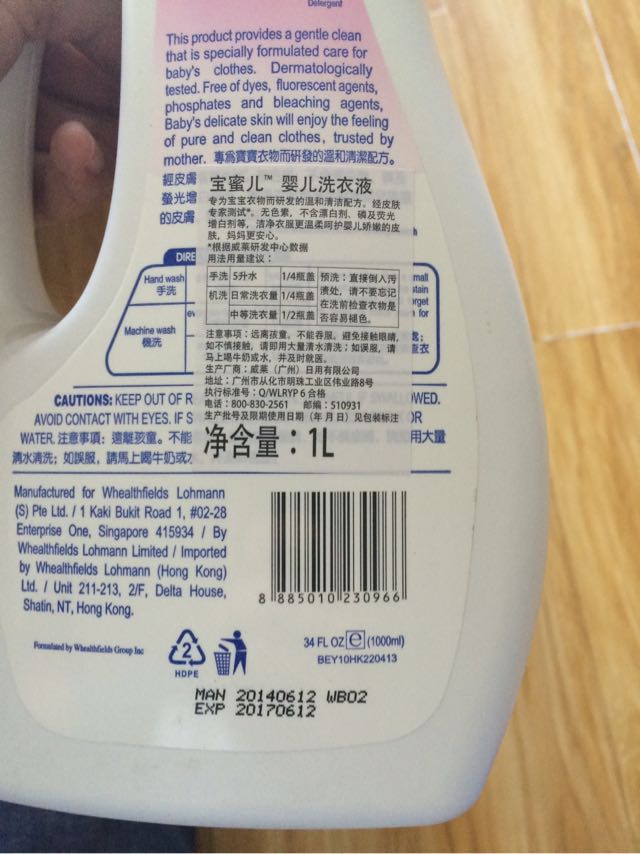 Detergent
This product provides a gentle clean
that is specially formulated care for
baby's clothes. Dermatologically
tested. Free of dyes, fluorescent agents,
phosphates and bleaching agents,
Baby's delicate skin will enjoy the feeling
of pure and clean clothes, trusted by
mother. 專為寶寶衣物而研發的溫和清潔配方。
經皮膚
螢光增
的皮膚
宝蜜儿™ 婴儿洗衣液
专为宝宝衣物而研发的温和清洁配方。经皮肤
专家测试*。无色素，不含漂白剂、磷及荧光
增白剂等，洁净衣服更温柔呵护婴儿娇嫩的皮
肤，妈妈更安心。
*根据威莱研发中心数据
用法用量建议：
DIRE
Hand wash
手洗
Machine wash
機洗
手洗 5升水 1/4瓶盖
机洗 日常洗衣量 1/4瓶盖
中等洗衣量 1/2瓶盖
预洗：直接倒入污
渍处，请不要忘记
在洗前检查衣物是
否容易褪色。
small
stain
orget
n for
注意事项：远离孩童。不能吞服。避免接触眼睛，
如不慎接触，请即用大量清水清洗；如误服，请
马上喝牛奶或水，并及时就医。
生产厂商：威莱（广州）日用有限公司
地址：广州市从化市明珠工业区伟业路8号
执行标准号：Q/WLRYP 6 合格
电话：800-830-2561 邮编：510931
生产批号及限期使用日期（年 月 日）见包装标注
净含量：1L
CAUTIONS: KEEP OUT OF R
OWED.
AVOID CONTACT WITH EYES. IF S
OR
WATER. 注意事項：遠離孩童。不能
用大量
清水清洗；如誤服，請馬上喝牛奶或水
Manufactured for Whealthfields Lohmann
(S) Pte Ltd. / 1 Kaki Bukit Road 1, #02-28
Enterprise One, Singapore 415934 / By
Whealthfields Lohmann Limited / Imported
by Whealthfields Lohmann (Hong Kong)
Ltd. / Unit 211-213, 2/F, Delta House,
Shatin, NT, Hong Kong.
8 885010 230966
Formulated by Whealthfields Group Inc
2
HDPE
34 FL OZ e (1000ml)
BEY10HK220413
MAN 20140612 WB02
EXP 20170612